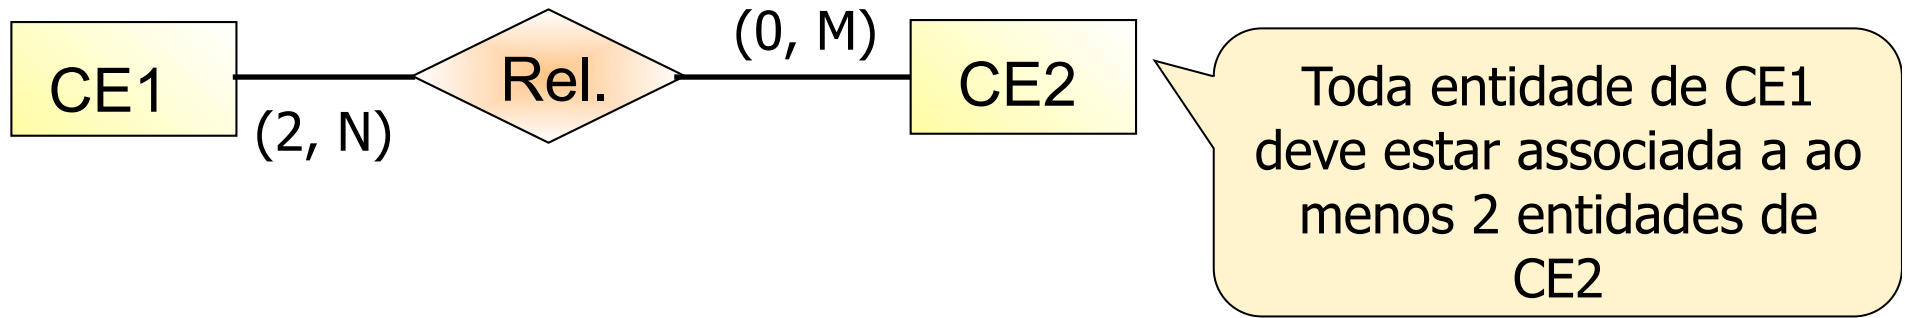 CE1
(2, N)
Rel.
(0, M)
CE2
Toda entidade de CE1
deve estar associada a ao
menos 2 entidades de
CE2